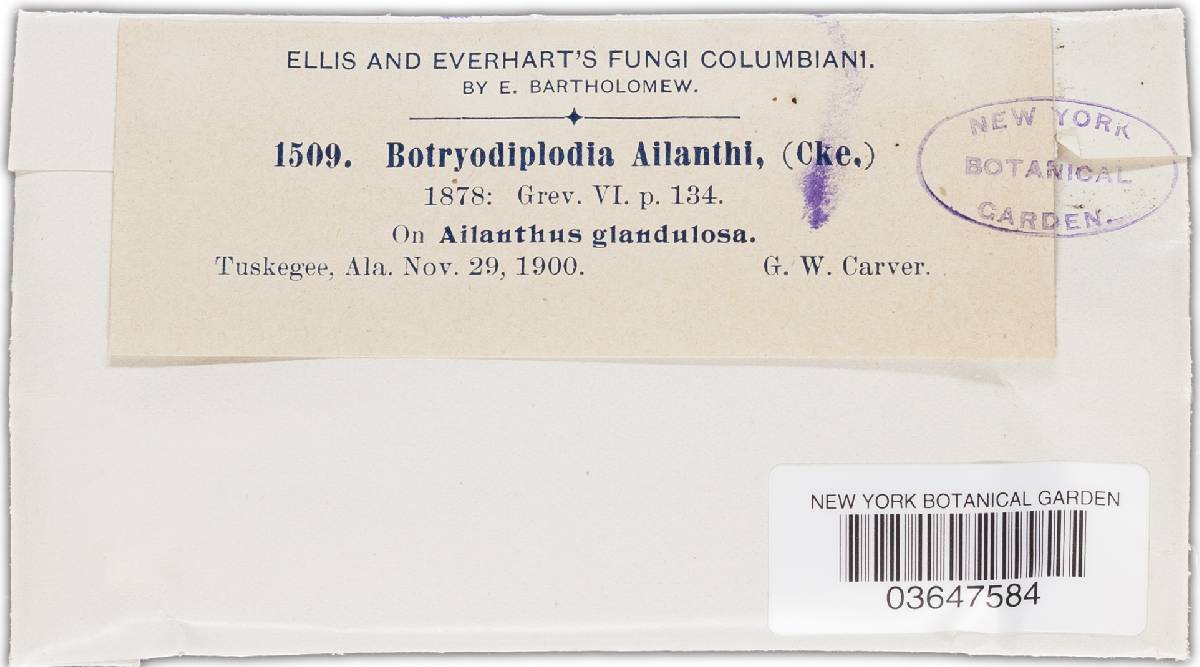 ELLIS AND EVERHART'S FUNGI COLUMBIANI.
BY E. BARTHOLOMEW.
1509. Botryodiplodia Ailanthi, (Cke.)
1878: Grev. VI. p. 134.
On Ailanthus glandulosa.
Tuskegee, Ala. Nov. 29, 1900. G. W. Carver.
NEW YORK
BOTANICAL
GARDEN.
NEW YORK BOTANICAL GARDEN
03647584